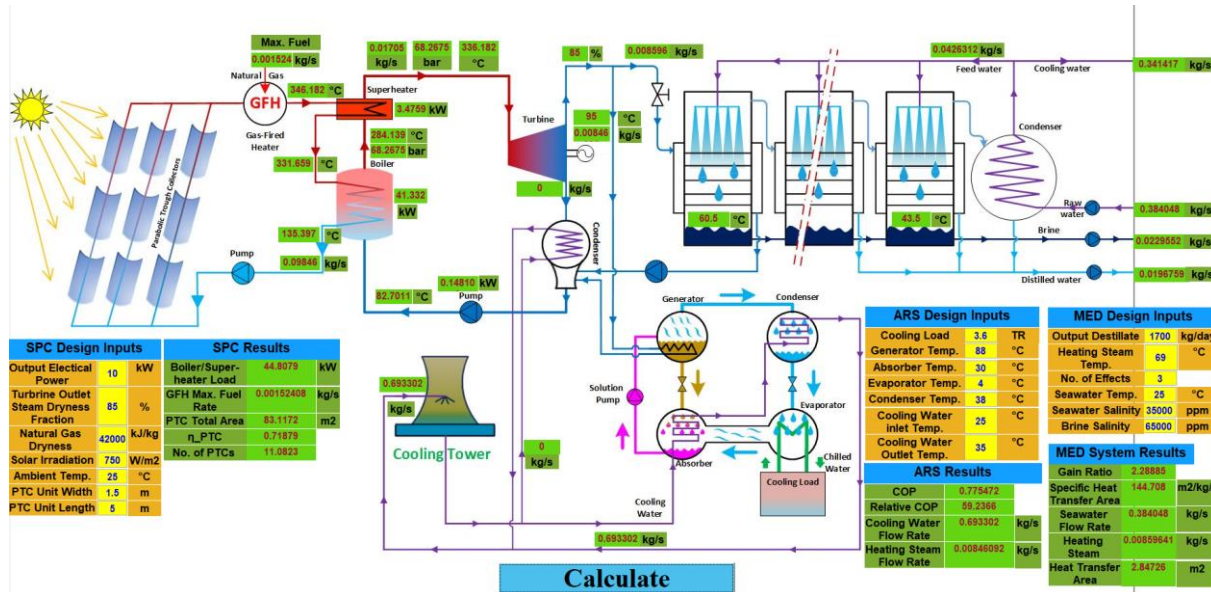 Max. Fuel
0.001524 kg/s
Natural Gas
GFH
Gas-Fired
Heater
346.182 °C
0.01705 68.2675 336.182
kg/s bar °C
Superheater
3.4759 kW
284.139 °C
68.2675 bar
Boiler
331.659 °C
41.332
kW
135.397 °C
0.09846 kg/s
Pump
Parabolic Trough Collectors
82.7011 °C
0.14810 kW
Pump
Turbine
85 %
0.008596 kg/s
95 °C
0.00846 kg/s
0 kg/s
Condenser
0.0426312 kg/s
Feed water
Cooling water
0.341417 kg/s
Condenser
60.5 °C
43.5 °C
Raw
water
0.384048 kg/s
Brine
0.0229552 kg/s
Distilled water
0.0196759 kg/s
SPC Design Inputs
Output Electical
Power 10 kW
Turbine Outlet
Steam Dryness
Fraction 85 %
Natural Gas
Dryness 42000 kJ/kg
Solar Irradiation 750 W/m2
Ambient Temp. 25 °C
PTC Unit Width 1.5 m
PTC Unit Length 5 m
SPC Results
Boiler/Super-
heater Load 44.8079 kW
GFH Max. Fuel
Rate 0.00152408 kg/s
PTC Total Area 83.1172 m2
η_PTC 0.71879
No. of PTCs 11.0823
0.693302
kg/s
Cooling Tower
0
kg/s
Cooling
Water
0.693302 kg/s
Generator
Condenser
Solution
Pump
Evaporator
Absorber
Chilled
Water
Cooling Load
ARS Design Inputs
Cooling Load 3.6 TR
Generator Temp. 88 °C
Absorber Temp. 30 °C
Evaporator Temp. 4 °C
Condenser Temp. 38 °C
Cooling Water
inlet Temp. 25 °C
Cooling Water
Outlet Temp. 35 °C
ARS Results
COP 0.775472
Relative COP 59.2366
Cooling Water
Flow Rate 0.693302 kg/s
Heating Steam
Flow Rate 0.00846092 kg/s
MED Design Inputs
Output Destillate 1700 kg/day
Heating Steam
Temp. 69 °C
No. of Effects 3
Seawater Temp. 25 °C
Seawater Salinity 35000 ppm
Brine Salinity 65000 ppm
MED System Results
Gain Ratio 2.28885
Specific Heat
Transfer Area 144.708 m2/kg/
Seawater
Flow Rate 0.384048 kg/s
Heating
Steam 0.00859641 kg/s
Heat Transfer
Area 2.84726 m2
Calculate